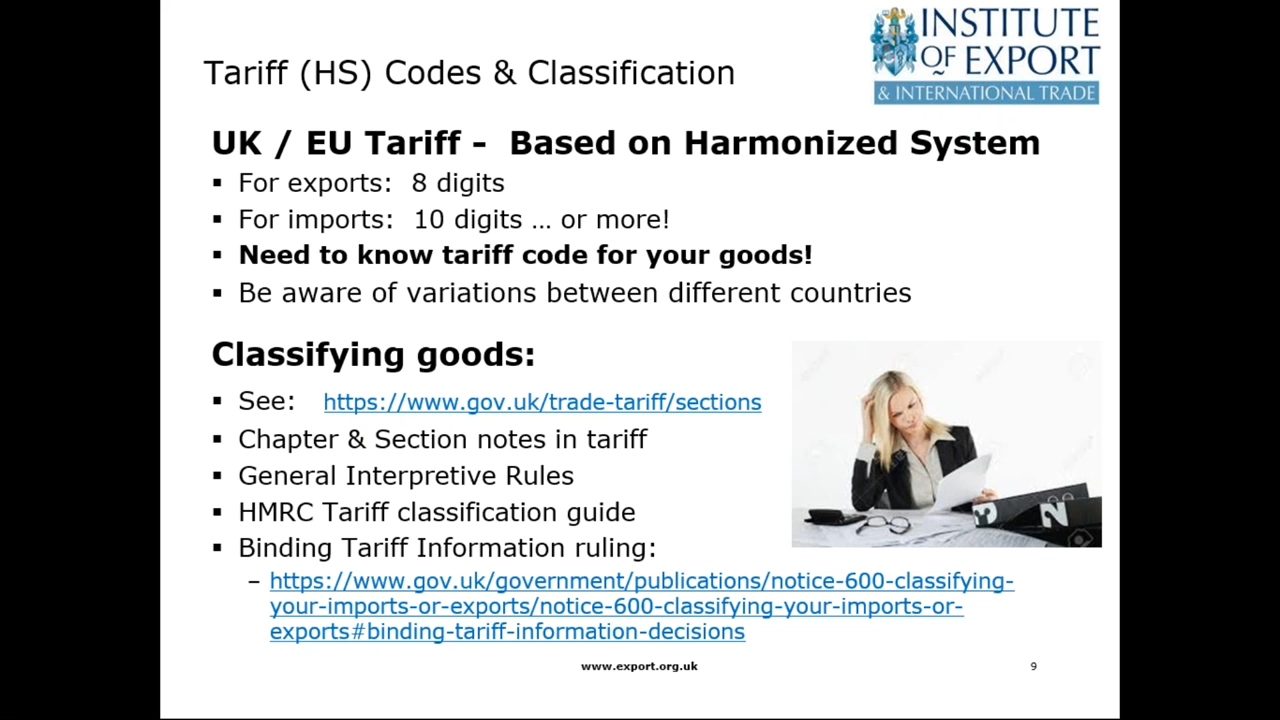 INSTITUTE
OF EXPORT
& INTERNATIONAL TRADE
Tariff (HS) Codes & Classification
UK / EU Tariff - Based on Harmonized System
▪ For exports: 8 digits
▪ For imports: 10 digits … or more!
▪ Need to know tariff code for your goods!
▪ Be aware of variations between different countries
Classifying goods:
▪ See: https://www.gov.uk/trade-tariff/sections
▪ Chapter & Section notes in tariff
▪ General Interpretive Rules
▪ HMRC Tariff classification guide
▪ Binding Tariff Information ruling:
– https://www.gov.uk/government/publications/notice-600-classifying-
your-imports-or-exports/notice-600-classifying-your-imports-or-
exports#binding-tariff-information-decisions
3
2
www.export.org.uk
9